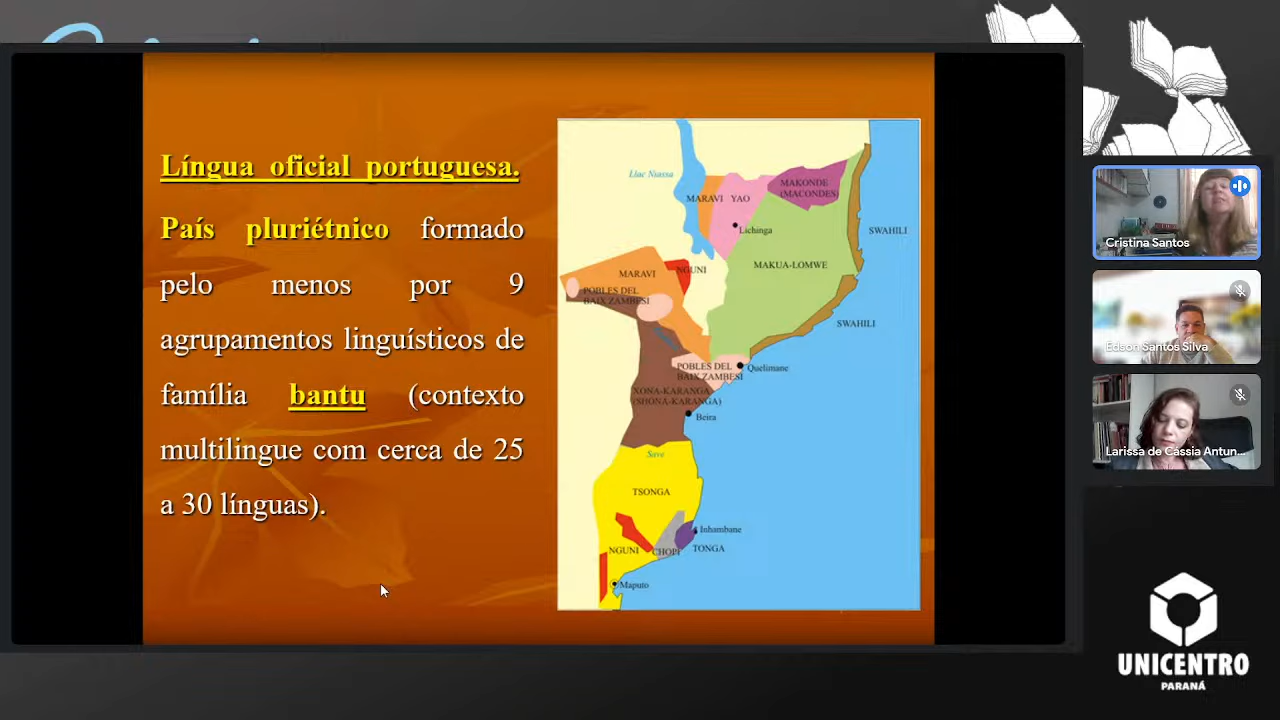 Língua oficial portuguesa.
País pluriétnico formado
pelo menos por 9
agrupamentos linguísticos de
família bantu (contexto
multilingue com cerca de 25
a 30 línguas).
Llac Niassa
MAKONDE
(MACONDES)
MARAVI
YAO
Lichinga
SWAHILI
MAKUA-LOMWE
MARAVI
NGUNI
POBLES DEL
BAIX ZAMBESI
SWAHILI
POBLES DEL
BAIX ZAMBESI
Quelimane
XONA-KARANGA
(SHONA-KARANGA)
Beira
Save
TSONGA
Inhambane
NGUNI
CHOPI
TONGA
Maputo
Cristina Santos
Edson Santos Silva
Larissa de Cassia Antun...
UNICENTRO
PARANÁ